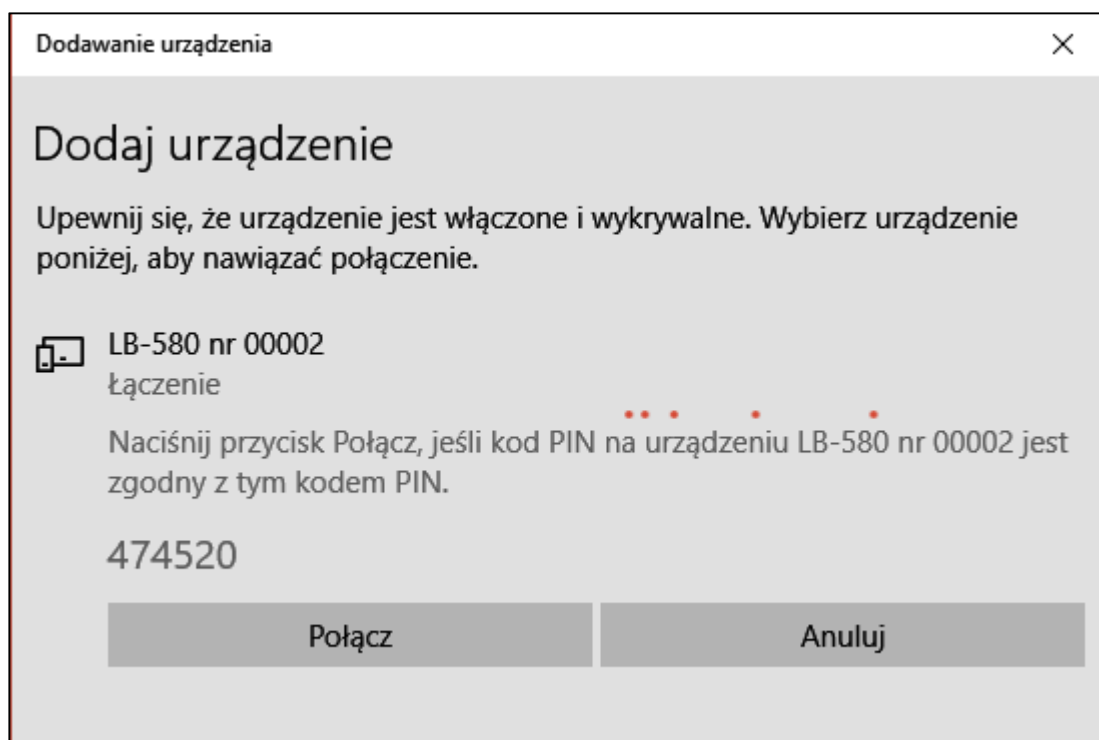 Dodawanie urządzenia
Dodaj urządzenie
Upewnij się, że urządzenie jest włączone i wykrywalne. Wybierz urządzenie
poniżej, aby nawiązać połączenie.
LB-580 nr 00002
Łączenie
Naciśnij przycisk Połącz, jeśli kod PIN na urządzeniu LB-580 nr 00002 jest
zgodny z tym kodem PIN.
474520
Połącz
Anuluj